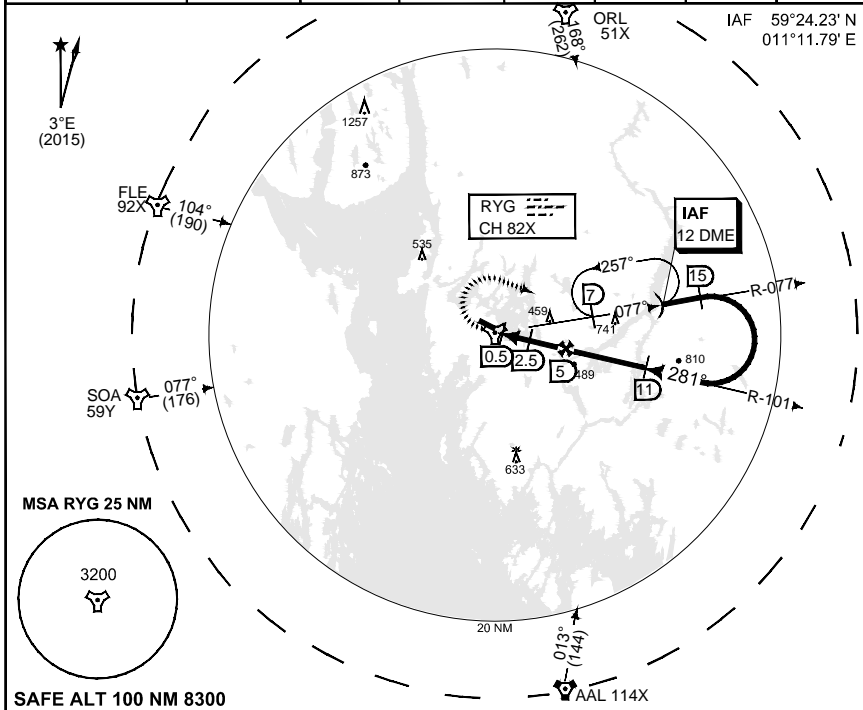 168°
(262)
ORL
51X
IAF 59°24.23' N
011°11.79' E
3°E
(2015)
1257
873
FLE
92X
104°
(190)
RYG
CH 82X
IAF
12 DME
535
257°
15
R-077
7
077°
459
741
0.5
2.5
5
489
11
281°
810
R-101
SOA
59Y
077°
(176)
633
MSA RYG 25 NM
3200
20 NM
013°
(144)
AAL 114X
SAFE ALT 100 NM 8300